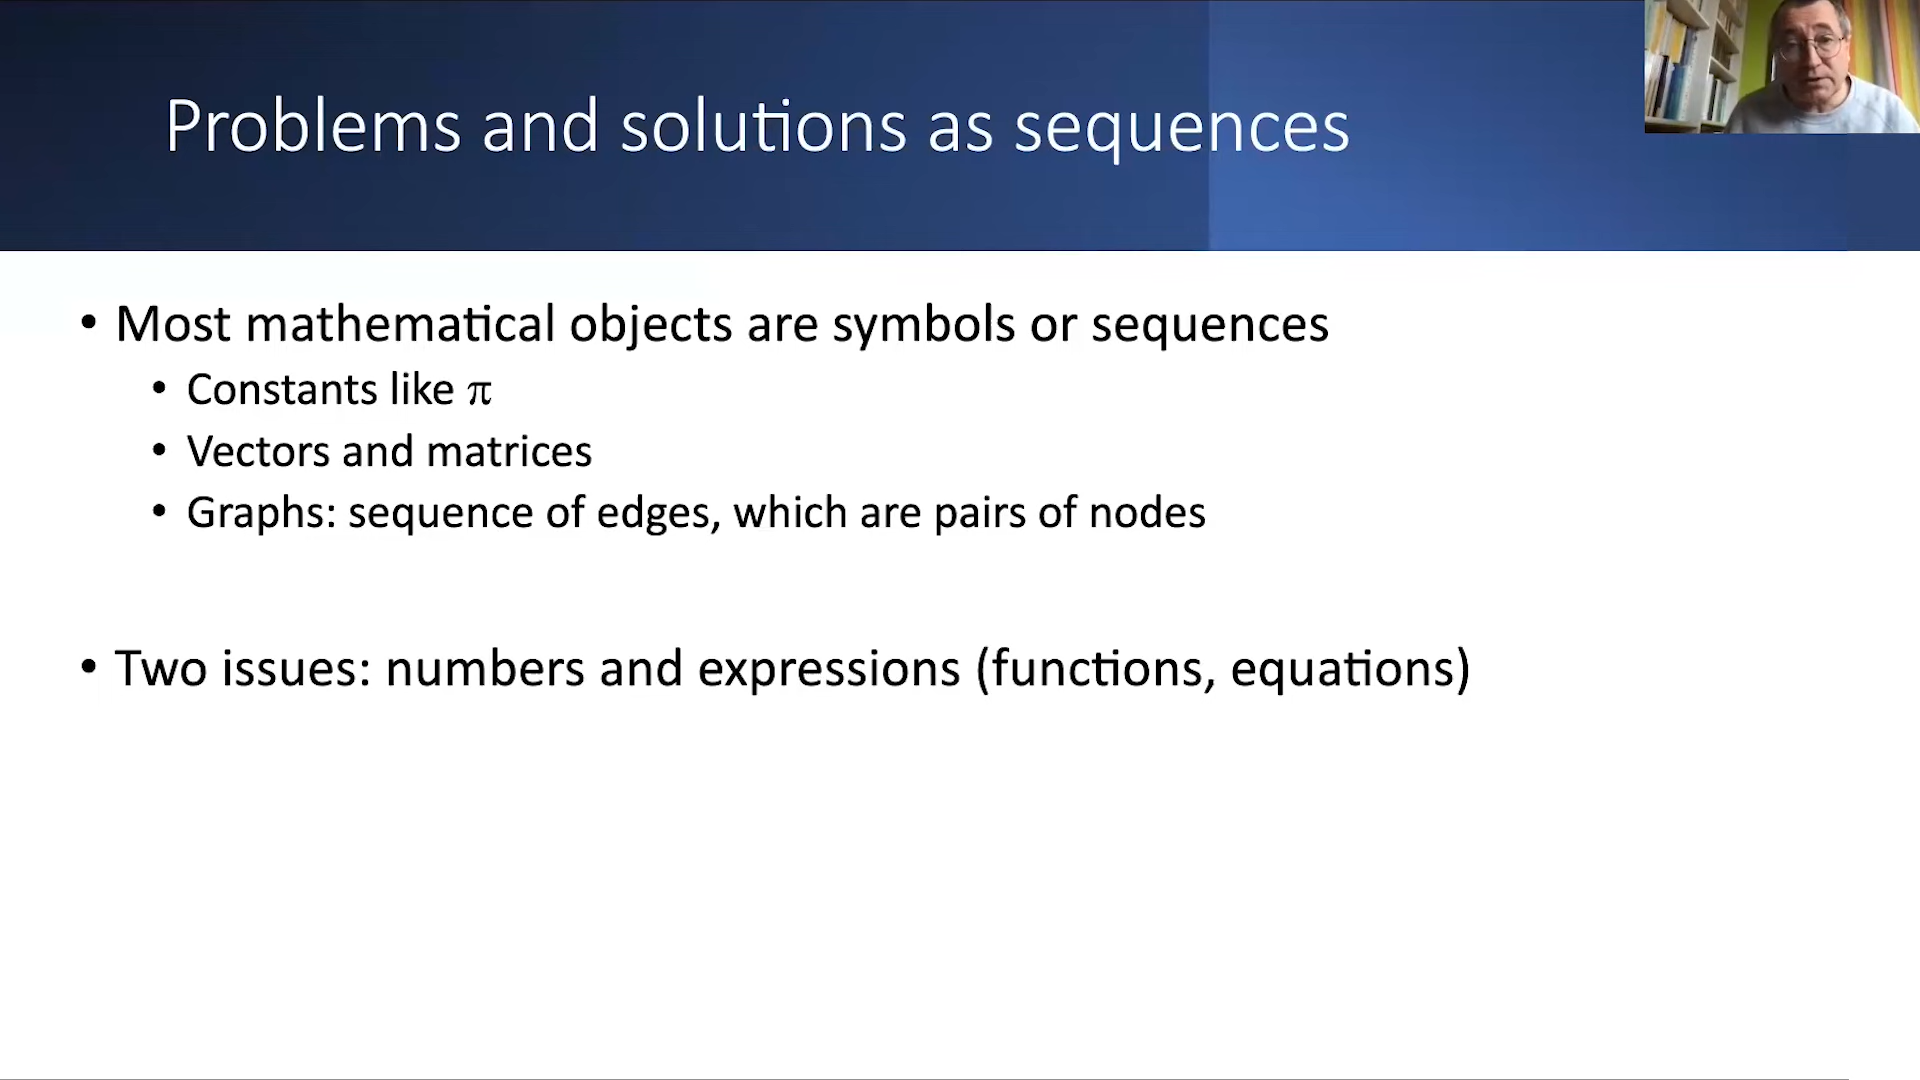 Problems and solutions as sequences
• Most mathematical objects are symbols or sequences
• Constants like π
• Vectors and matrices
• Graphs: sequence of edges, which are pairs of nodes
• Two issues: numbers and expressions (functions, equations)